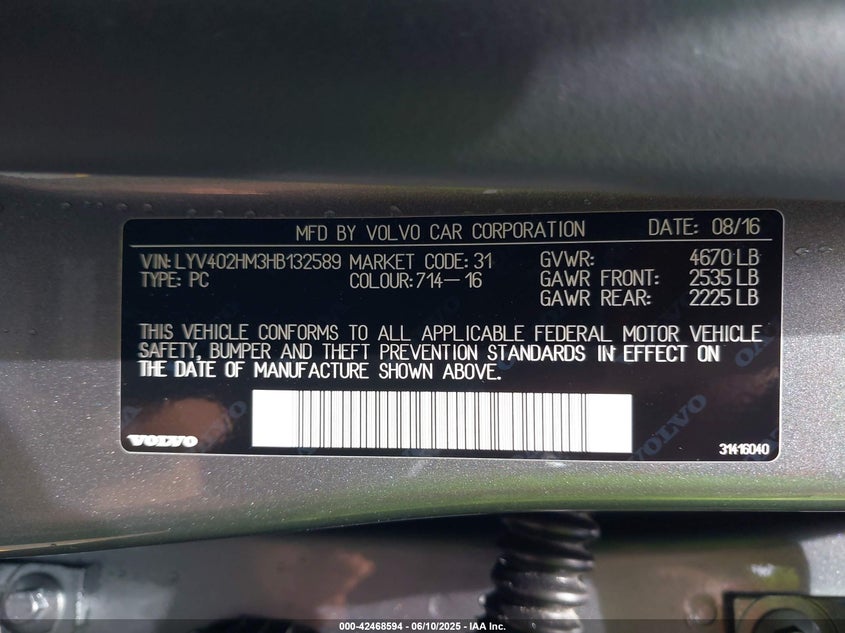 MFD BY VOLVO CAR CORPORATION DATE: 08/16
VIN: LYV402HM3HB132589 MARKET CODE: 31 GVWR: 4670 LB
TYPE: PC COLOUR: 714-16 GAWR FRONT: 2535 LB
GAWR REAR: 2225 LB
THIS VEHICLE CONFORMS TO ALL APPLICABLE FEDERAL MOTOR VEHICLE
SAFETY, BUMPER AND THEFT PREVENTION STANDARDS IN EFFECT ON
THE DATE OF MANUFACTURE SHOWN ABOVE.
VOLVO
VOLVO
31416040
000-42468594 - 06/10/2025 - IAA Inc.